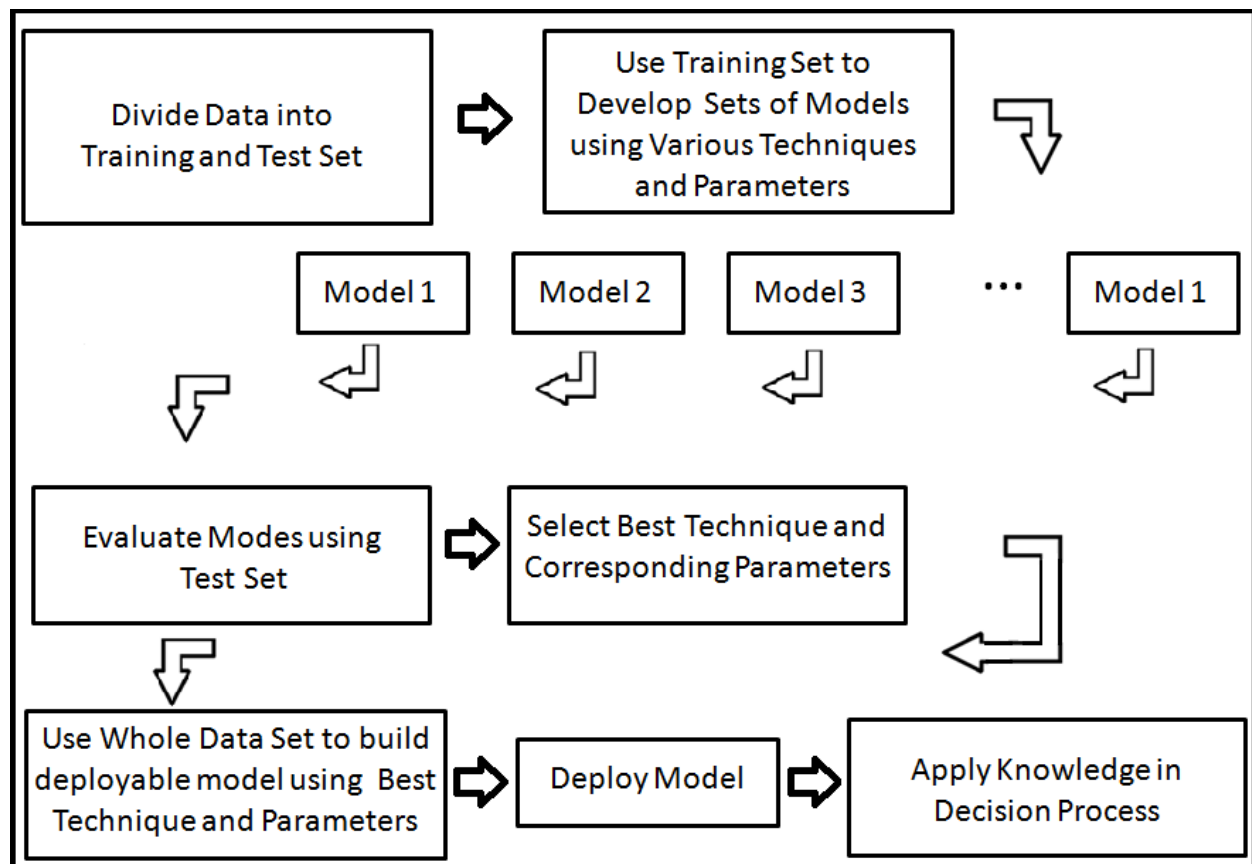 Divide Data into
Training and Test Set
Use Training Set to
Develop Sets of Models
using Various Techniques
and Parameters
Model 1
Model 2
Model 3
...
Model 1
Evaluate Modes using
Test Set
Select Best Technique and
Corresponding Parameters
Use Whole Data Set to build
deployable model using Best
Technique and Parameters
Deploy Model
Apply Knowledge in
Decision Process